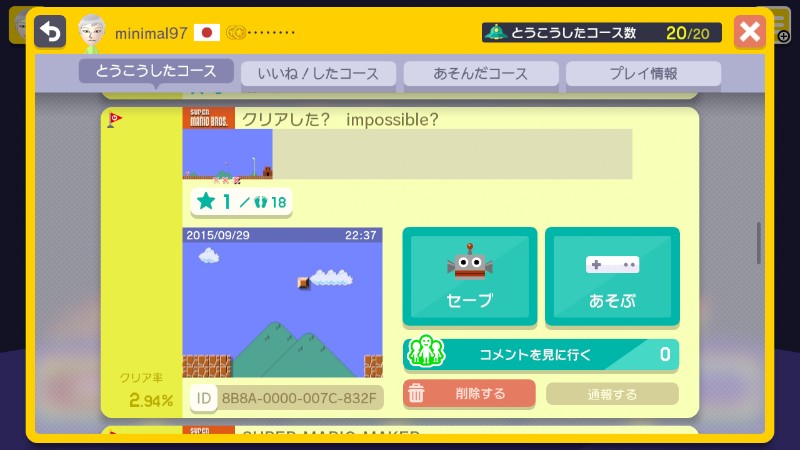 minimal97
とうこうしたコース数 20/20
とうこうしたコース
いいね！したコース
あそんだコース
プレイ情報
SUPER MARIO BROS.
クリアした？ impossible?
1 / 18
2015/09/29 22:37
セーブ
あそぶ
コメントを見に行く 0
クリア率
2.94%
ID 8B8A-0000-007C-832F
削除する
通報する
SUPER MARIO MAKER